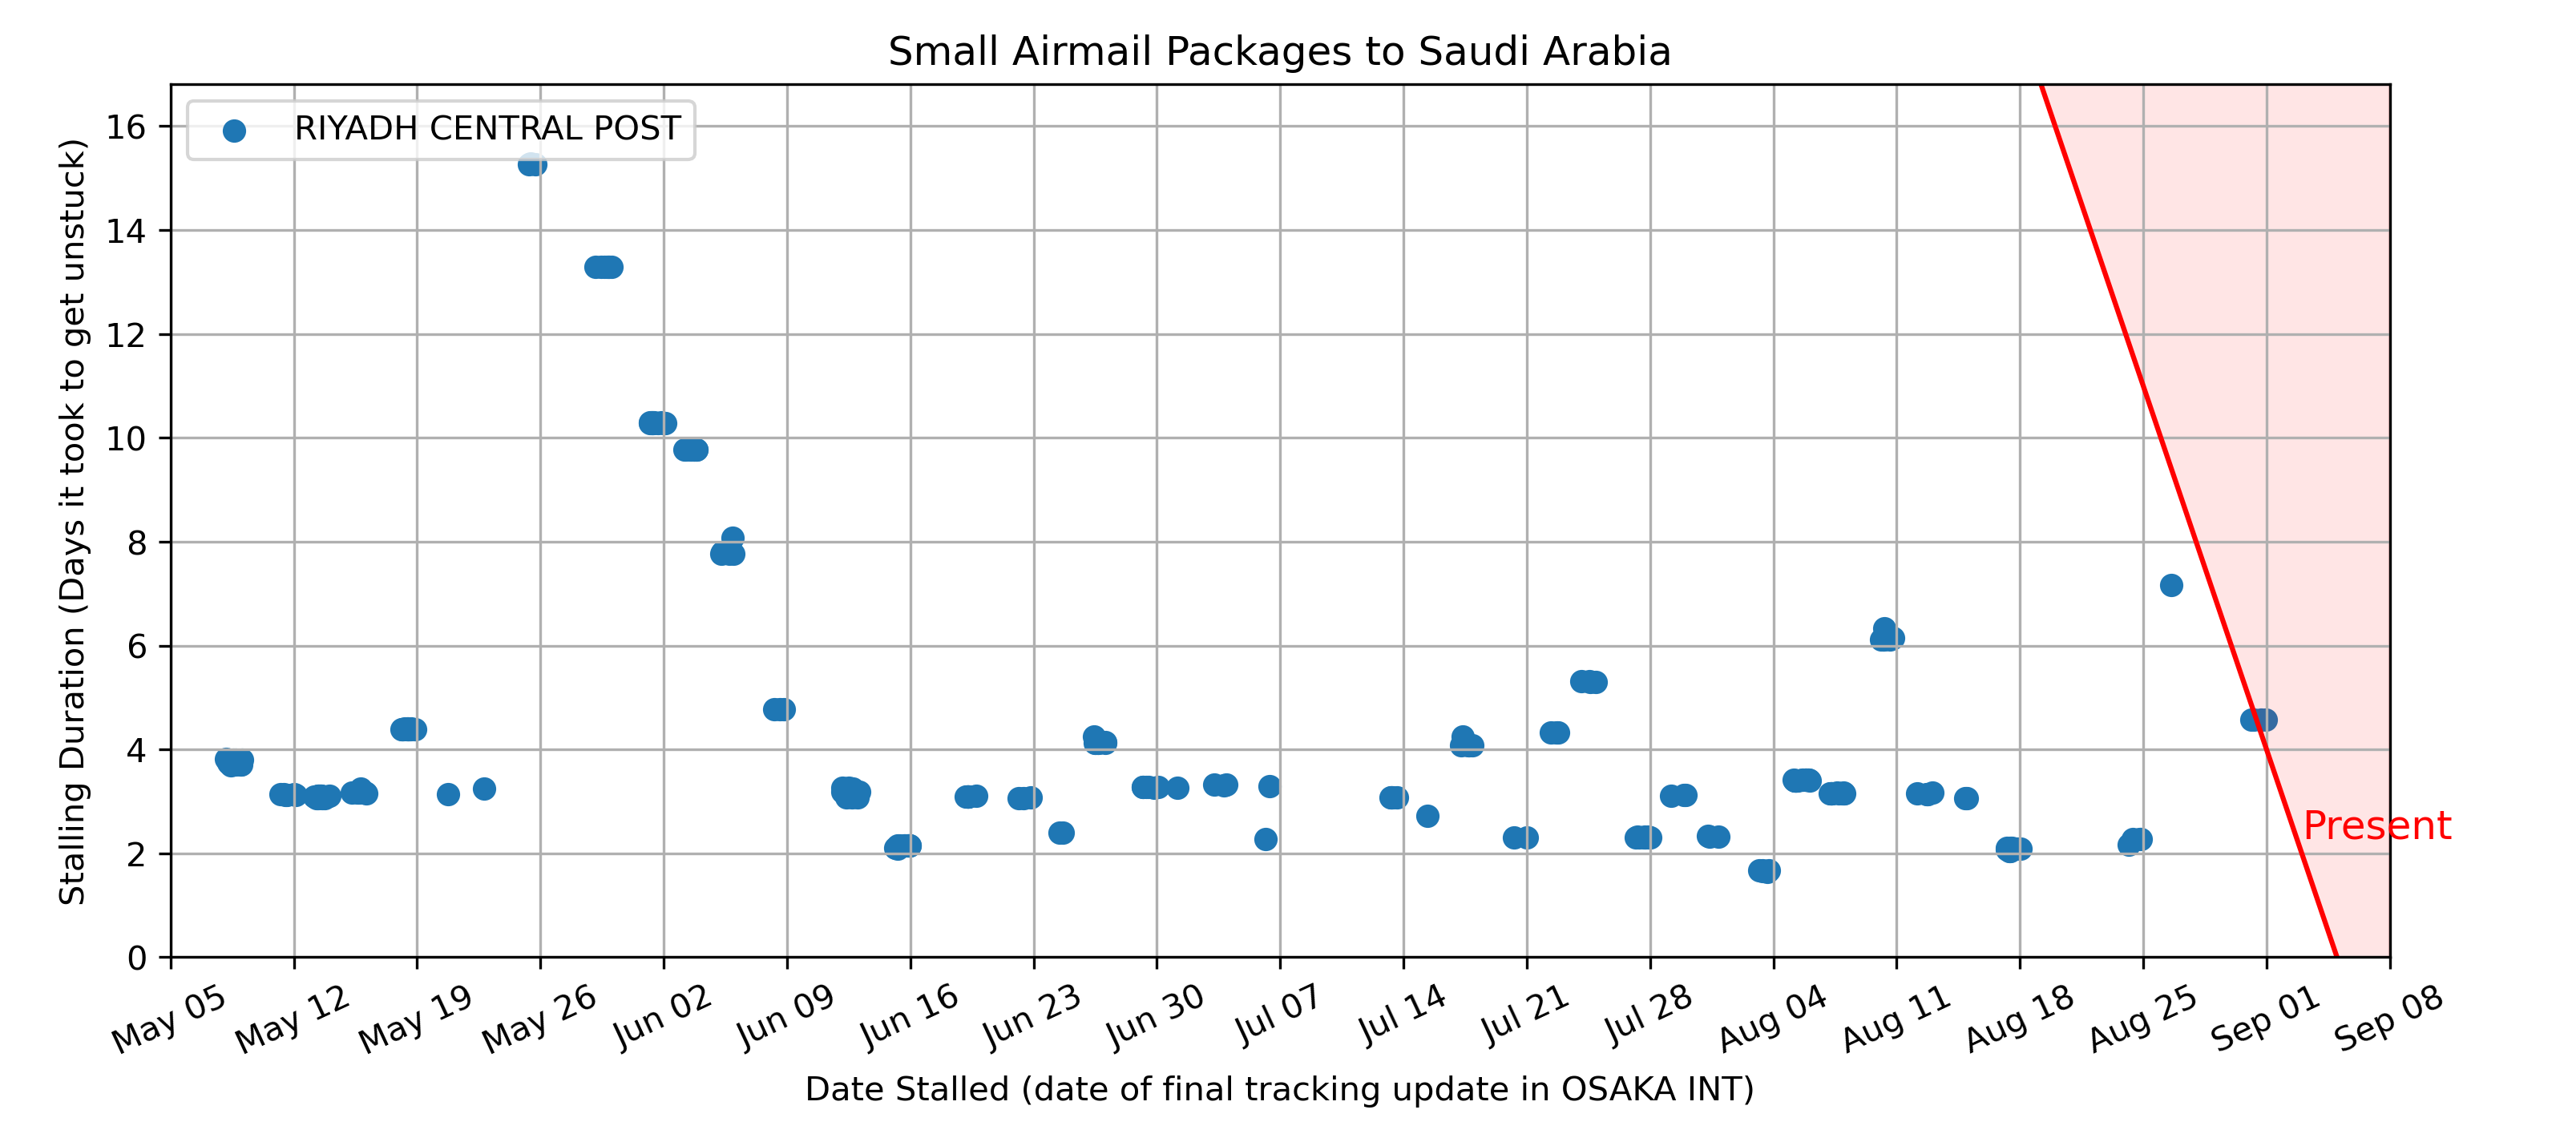 Small Airmail Packages to Saudi Arabia
RIYADH CENTRAL POST
Stalling Duration (Days it took to get unstuck)
16
14
12
10
8
6
4
2
0
Present
May 05
May 12
May 19
May 26
Jun 02
Jun 09
Jun 16
Jun 23
Jun 30
Jul 07
Jul 14
Jul 21
Jul 28
Aug 04
Aug 11
Aug 18
Aug 25
Sep 01
Sep 08
Date Stalled (date of final tracking update in OSAKA INT)